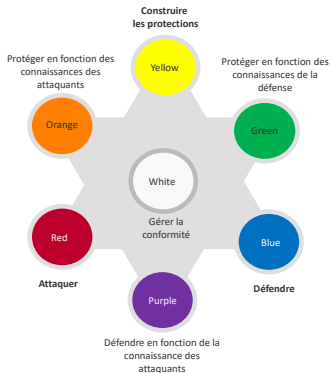 Construire
les protections
Yellow
Protéger en fonction des
connaissances des
attaquants
Orange
Protéger en fonction des
connaissances de la
défense
Green
White
Gérer la
conformité
Red
Attaquer
Blue
Défendre
Purple
Défendre en fonction de la
connaissance des
attaquants